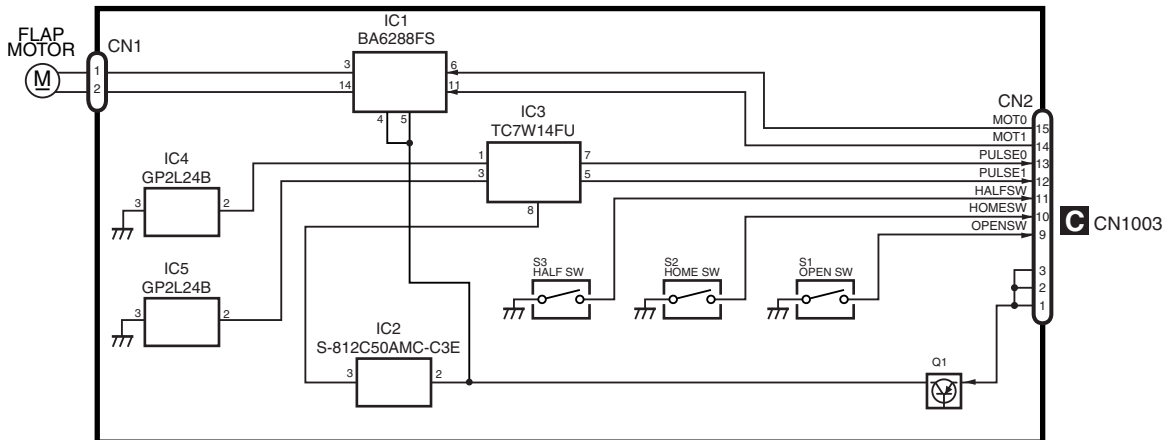 FLAP
MOTOR
M
CN1
1
2
IC1
BA6288FS
3
14
6
11
4 5
IC3
TC7W14FU
1
3
7
5
8
IC4
GP2L24B
3 2
IC5
GP2L24B
3 2
IC2
S-812C50AMC-C3E
3 2
S3
HALF SW
S2
HOME SW
S1
OPEN SW
Q1
CN2
MOT0 15
MOT1 14
PULSE0 13
PULSE1 12
HALFSW 11
HOMESW 10
OPENSW 9
3
2
1
C CN1003